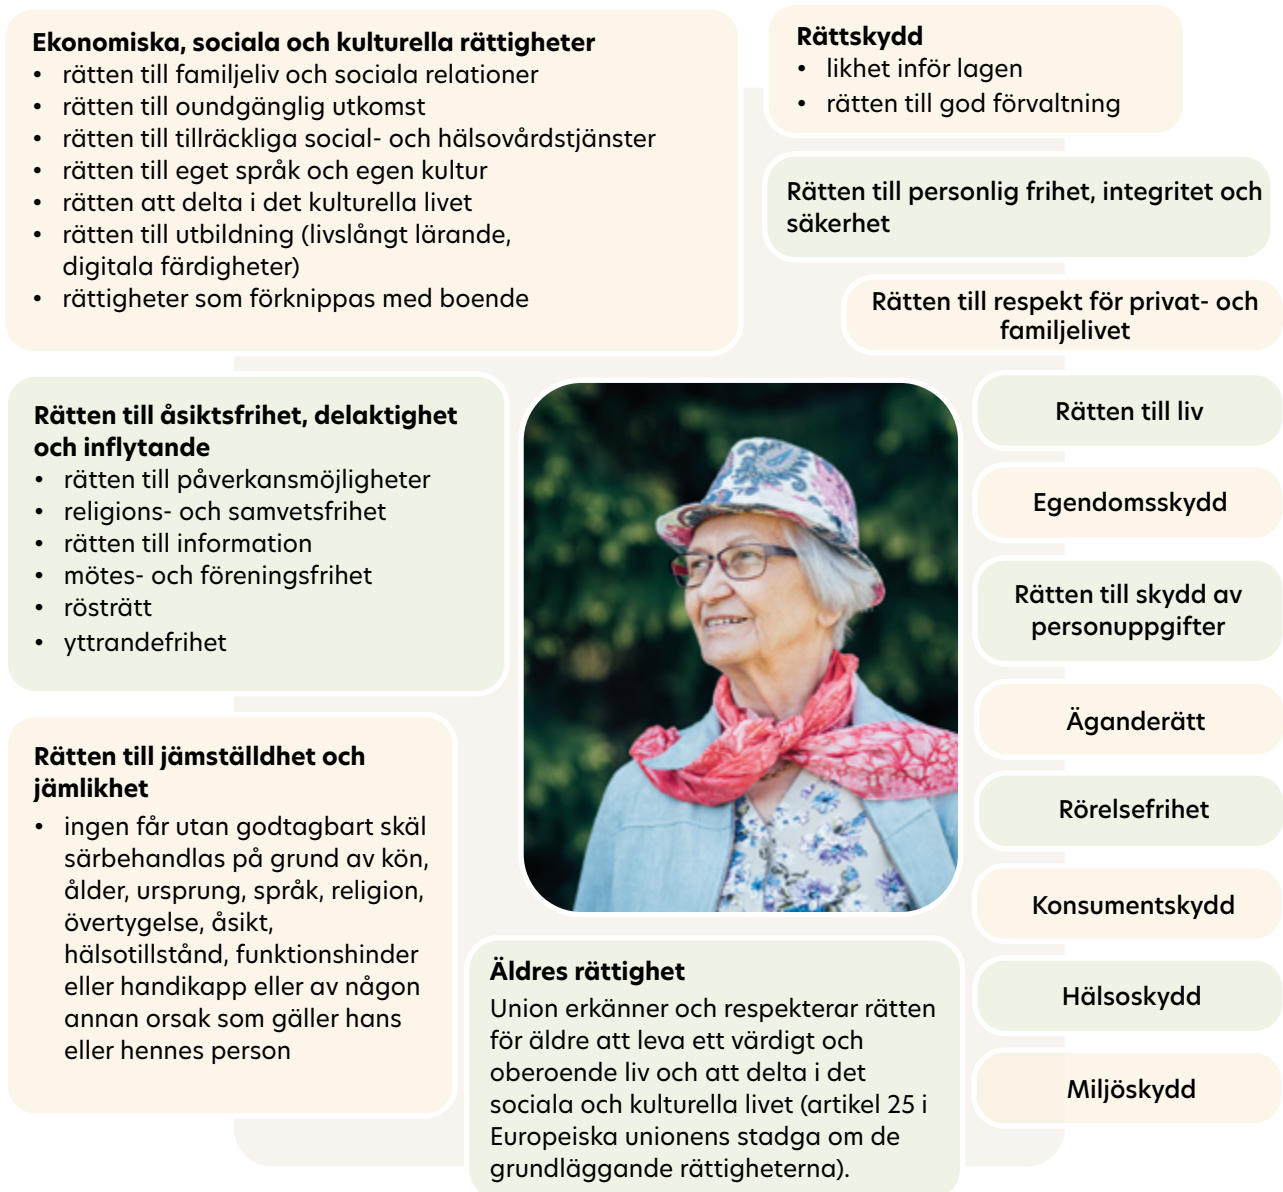 Ekonomiska, sociala och kulturella rättigheter
• rätten till familjeliv och sociala relationer
• rätten till oundgänglig utkomst
• rätten till tillräckliga social- och hälsovårdstjänster
• rätten till eget språk och egen kultur
• rätten att delta i det kulturella livet
• rätten till utbildning (livslångt lärande,
digitala färdigheter)
• rättigheter som förknippas med boende
Rättskydd
• likhet inför lagen
• rätten till god förvaltning
Rätten till personlig frihet, integritet och
säkerhet
Rätten till respekt för privat- och
familjelivet
Rätten till åsiktsfrihet, delaktighet
och inflytande
• rätten till påverkansmöjligheter
• religions- och samvetsfrihet
• rätten till information
• mötes- och föreningsfrihet
• rösträtt
• yttrandefrihet
Rätten till jämställdhet och
jämlikhet
• ingen får utan godtagbart skäl
särbehandlas på grund av kön,
ålder, ursprung, språk, religion,
övertygelse, åsikt,
hälsotillstånd, funktionshinder
eller handikapp eller av någon
annan orsak som gäller hans
eller hennes person
Äldres rättighet
Union erkänner och respekterar rätten
för äldre att leva ett värdigt och
oberoende liv och att delta i det
sociala och kulturella livet (artikel 25 i
Europeiska unionens stadga om de
grundläggande rättigheterna).
Rätten till liv
Egendomsskydd
Rätten till skydd av
personuppgifter
Äganderätt
Rörelsefrihet
Konsumentskydd
Hälsoskydd
Miljöskydd